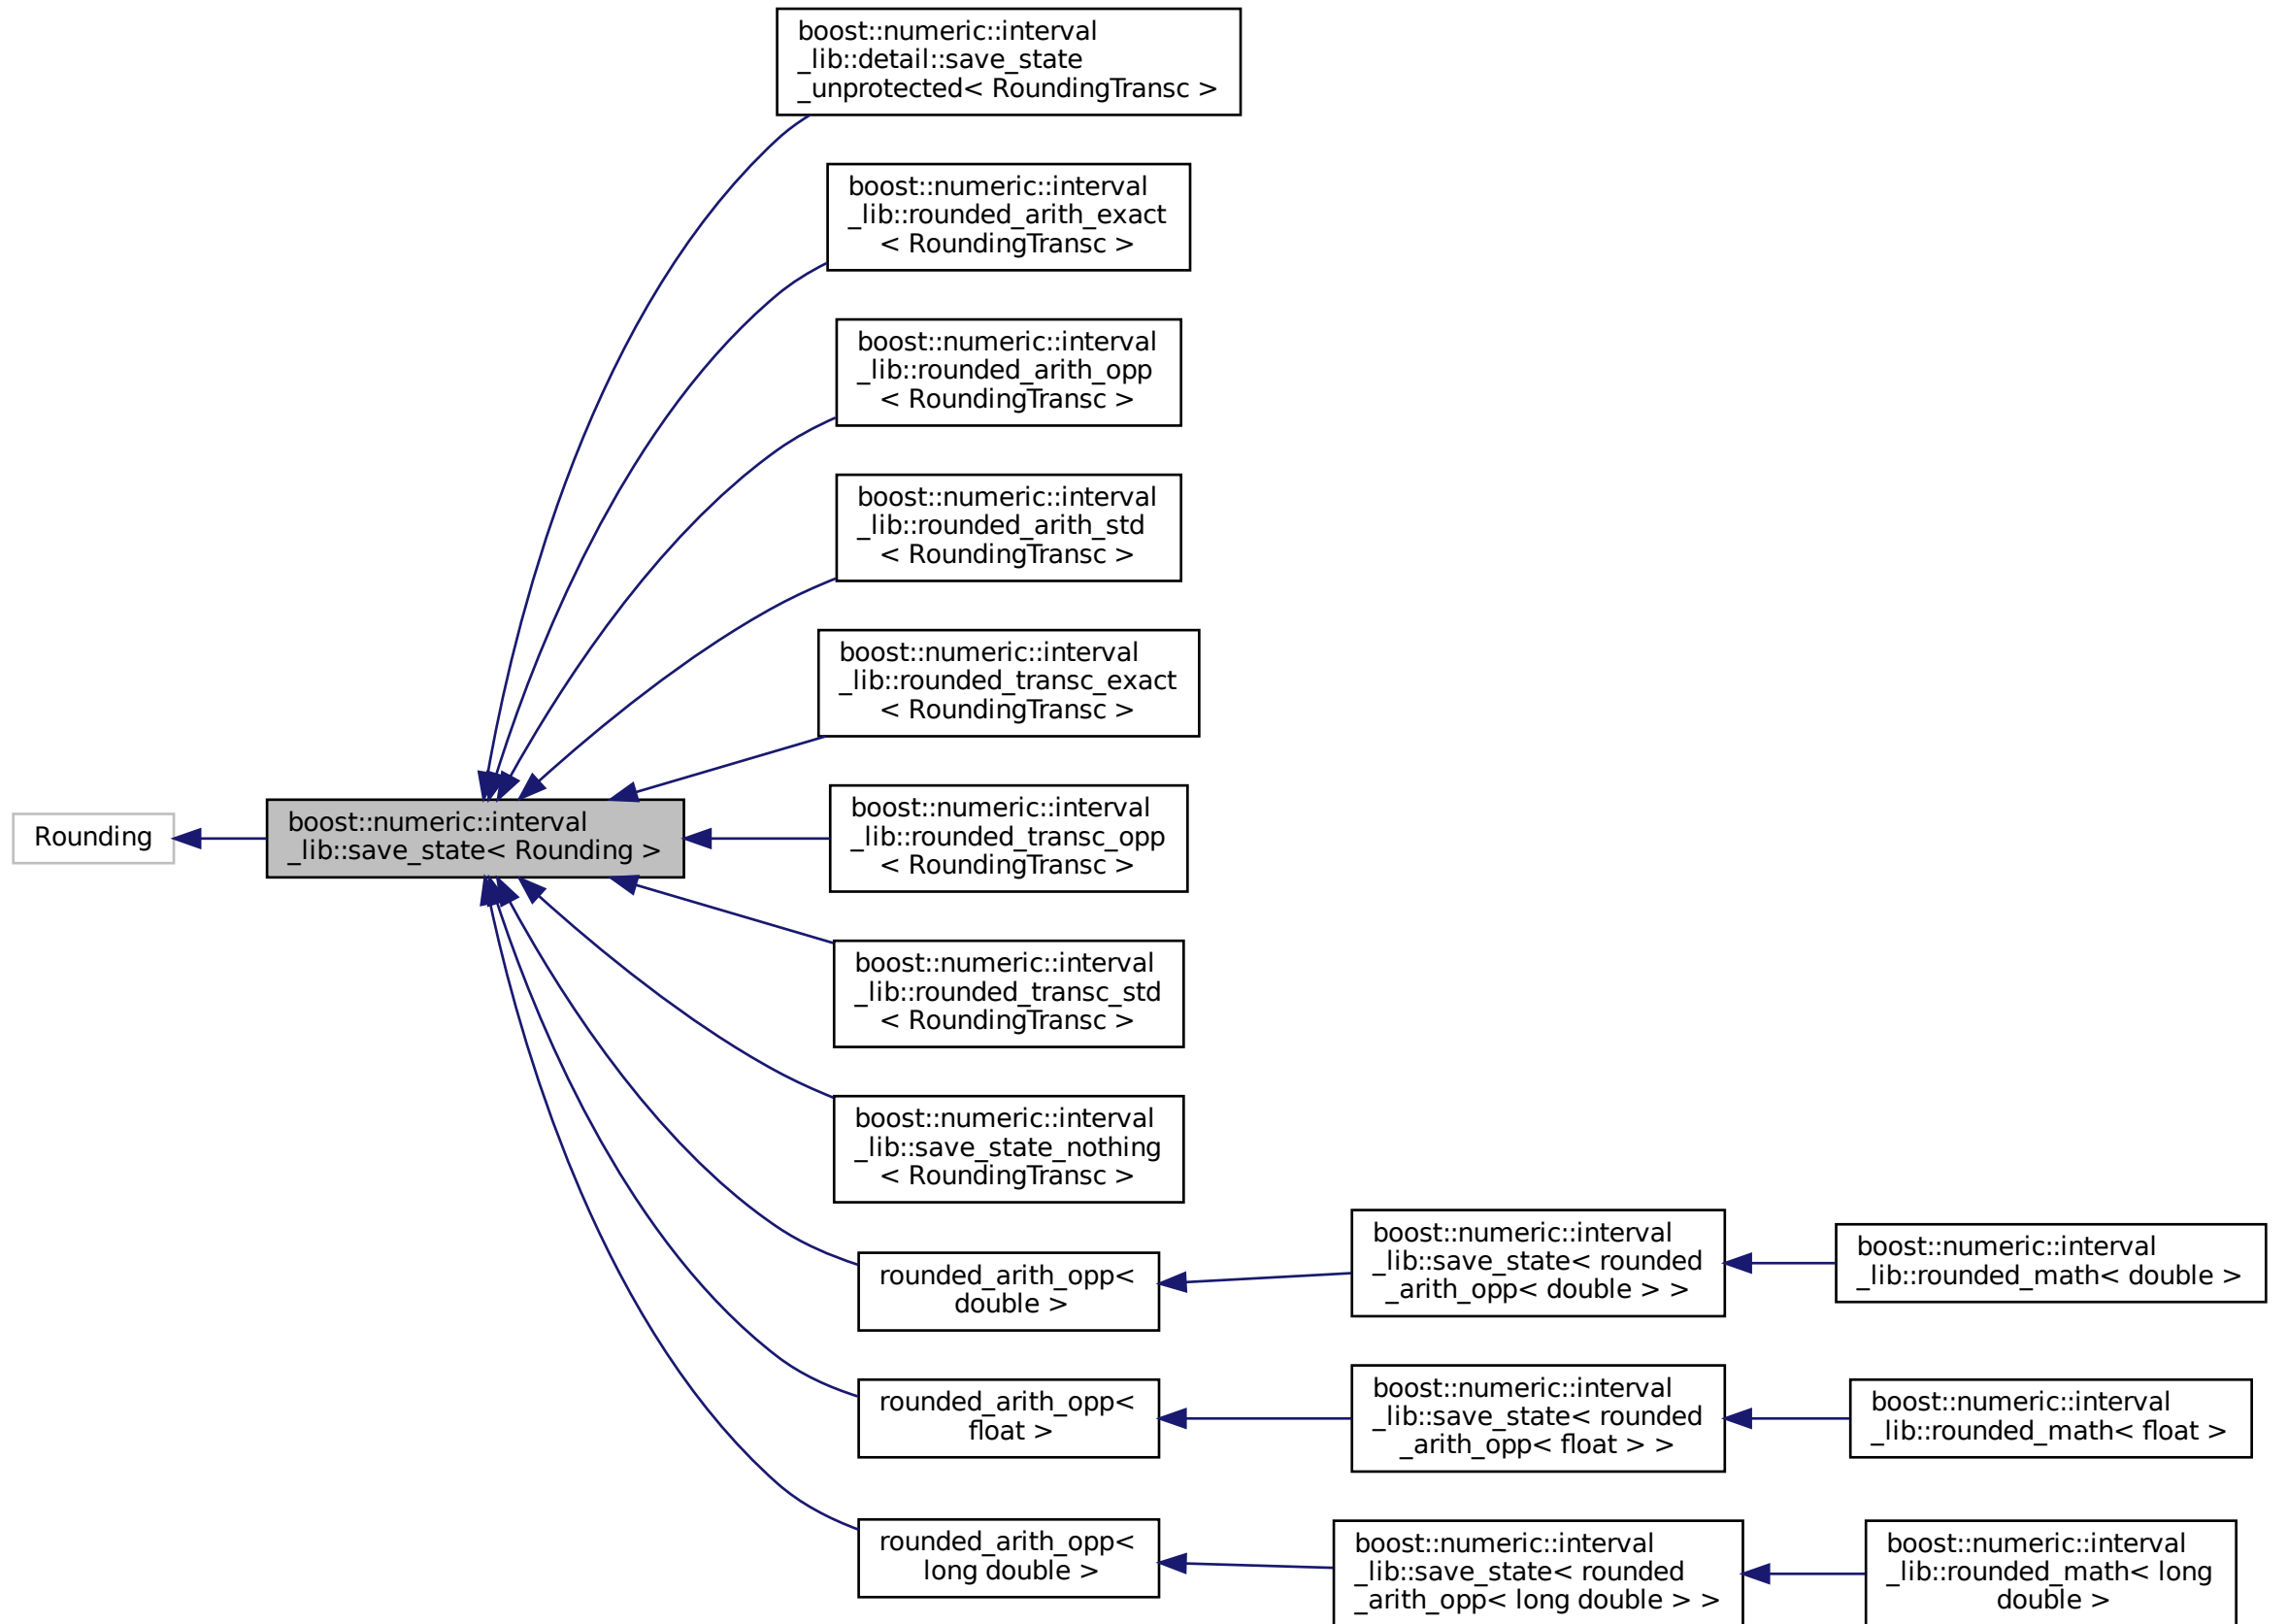 boost::numeric::interval
_lib::detail::save_state
_unprotected< RoundingTransc >
boost::numeric::interval
_lib::rounded_arith_exact
< RoundingTransc >
boost::numeric::interval
_lib::rounded_arith_opp
< RoundingTransc >
boost::numeric::interval
_lib::rounded_arith_std
< RoundingTransc >
boost::numeric::interval
_lib::rounded_transc_exact
< RoundingTransc >
Rounding
boost::numeric::interval
_lib::save_state< Rounding >
boost::numeric::interval
_lib::rounded_transc_opp
< RoundingTransc >
boost::numeric::interval
_lib::rounded_transc_std
< RoundingTransc >
boost::numeric::interval
_lib::save_state_nothing
< RoundingTransc >
rounded_arith_opp<
double >
boost::numeric::interval
_lib::save_state< rounded
_arith_opp< double > >
boost::numeric::interval
_lib::rounded_math< double >
rounded_arith_opp<
float >
boost::numeric::interval
_lib::save_state< rounded
_arith_opp< float > >
boost::numeric::interval
_lib::rounded_math< float >
rounded_arith_opp<
long double >
boost::numeric::interval
_lib::save_state< rounded
_arith_opp< long double > >
boost::numeric::interval
_lib::rounded_math< long
double >